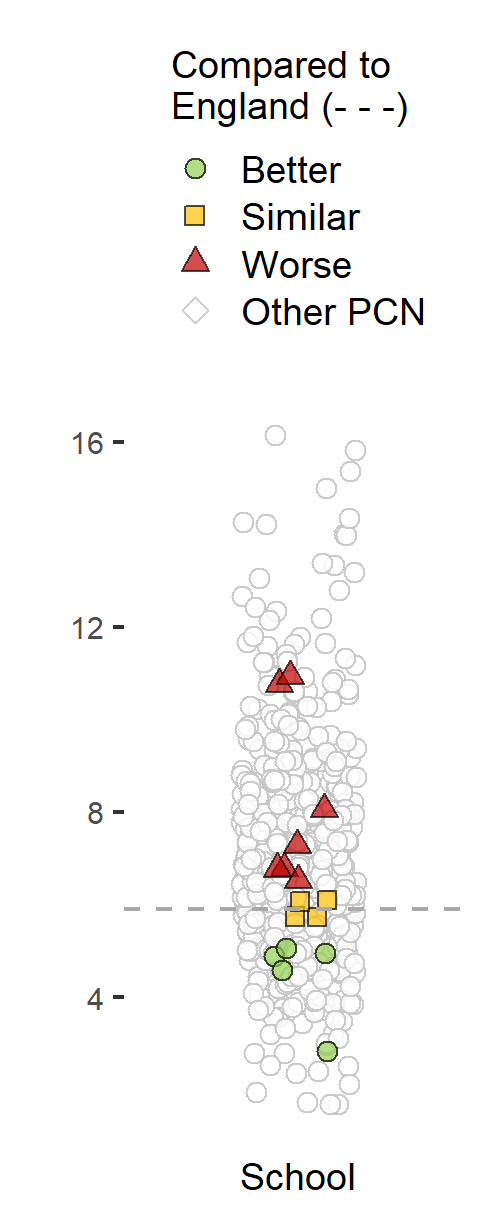 Compared to
England (- - -)
Better
Similar
Worse
Other PCN
16
12
8
4
School